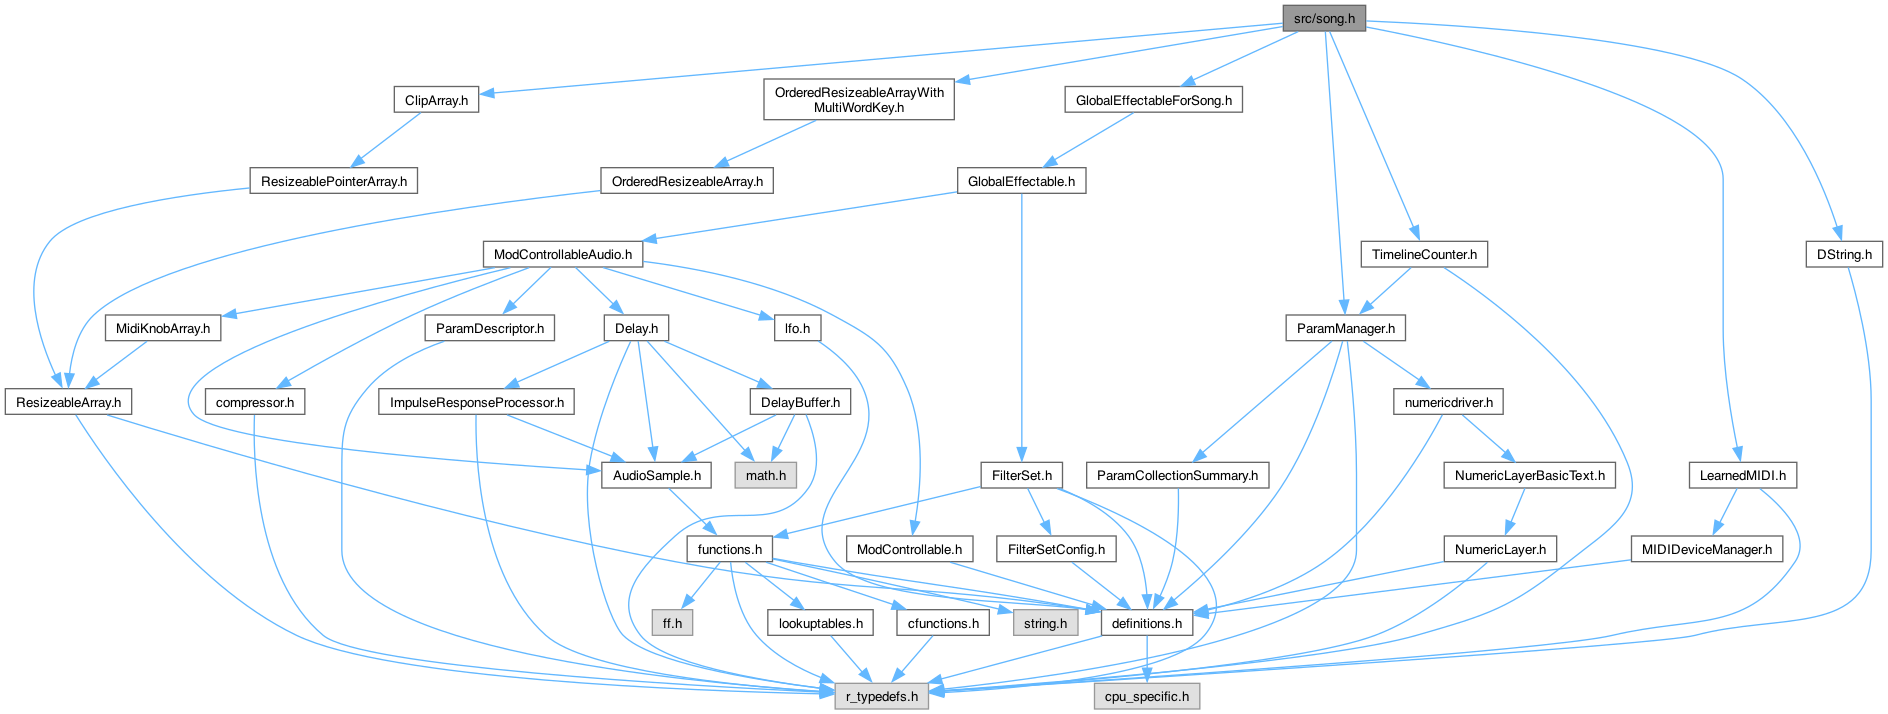 src/song.h
ClipArray.h
OrderedResizeableArrayWith
MultiWordKey.h
GlobalEffectableForSong.h
ResizeablePointerArray.h
OrderedResizeableArray.h
GlobalEffectable.h
ModControllableAudio.h
TimelineCounter.h
DString.h
MidiKnobArray.h
ParamDescriptor.h
Delay.h
lfo.h
ParamManager.h
ResizeableArray.h
compressor.h
ImpulseResponseProcessor.h
DelayBuffer.h
numericdriver.h
AudioSample.h
math.h
FilterSet.h
ParamCollectionSummary.h
NumericLayerBasicText.h
LearnedMIDI.h
functions.h
ModControllable.h
FilterSetConfig.h
NumericLayer.h
MIDIDeviceManager.h
ff.h
lookuptables.h
cfunctions.h
string.h
definitions.h
r_typedefs.h
cpu_specific.h